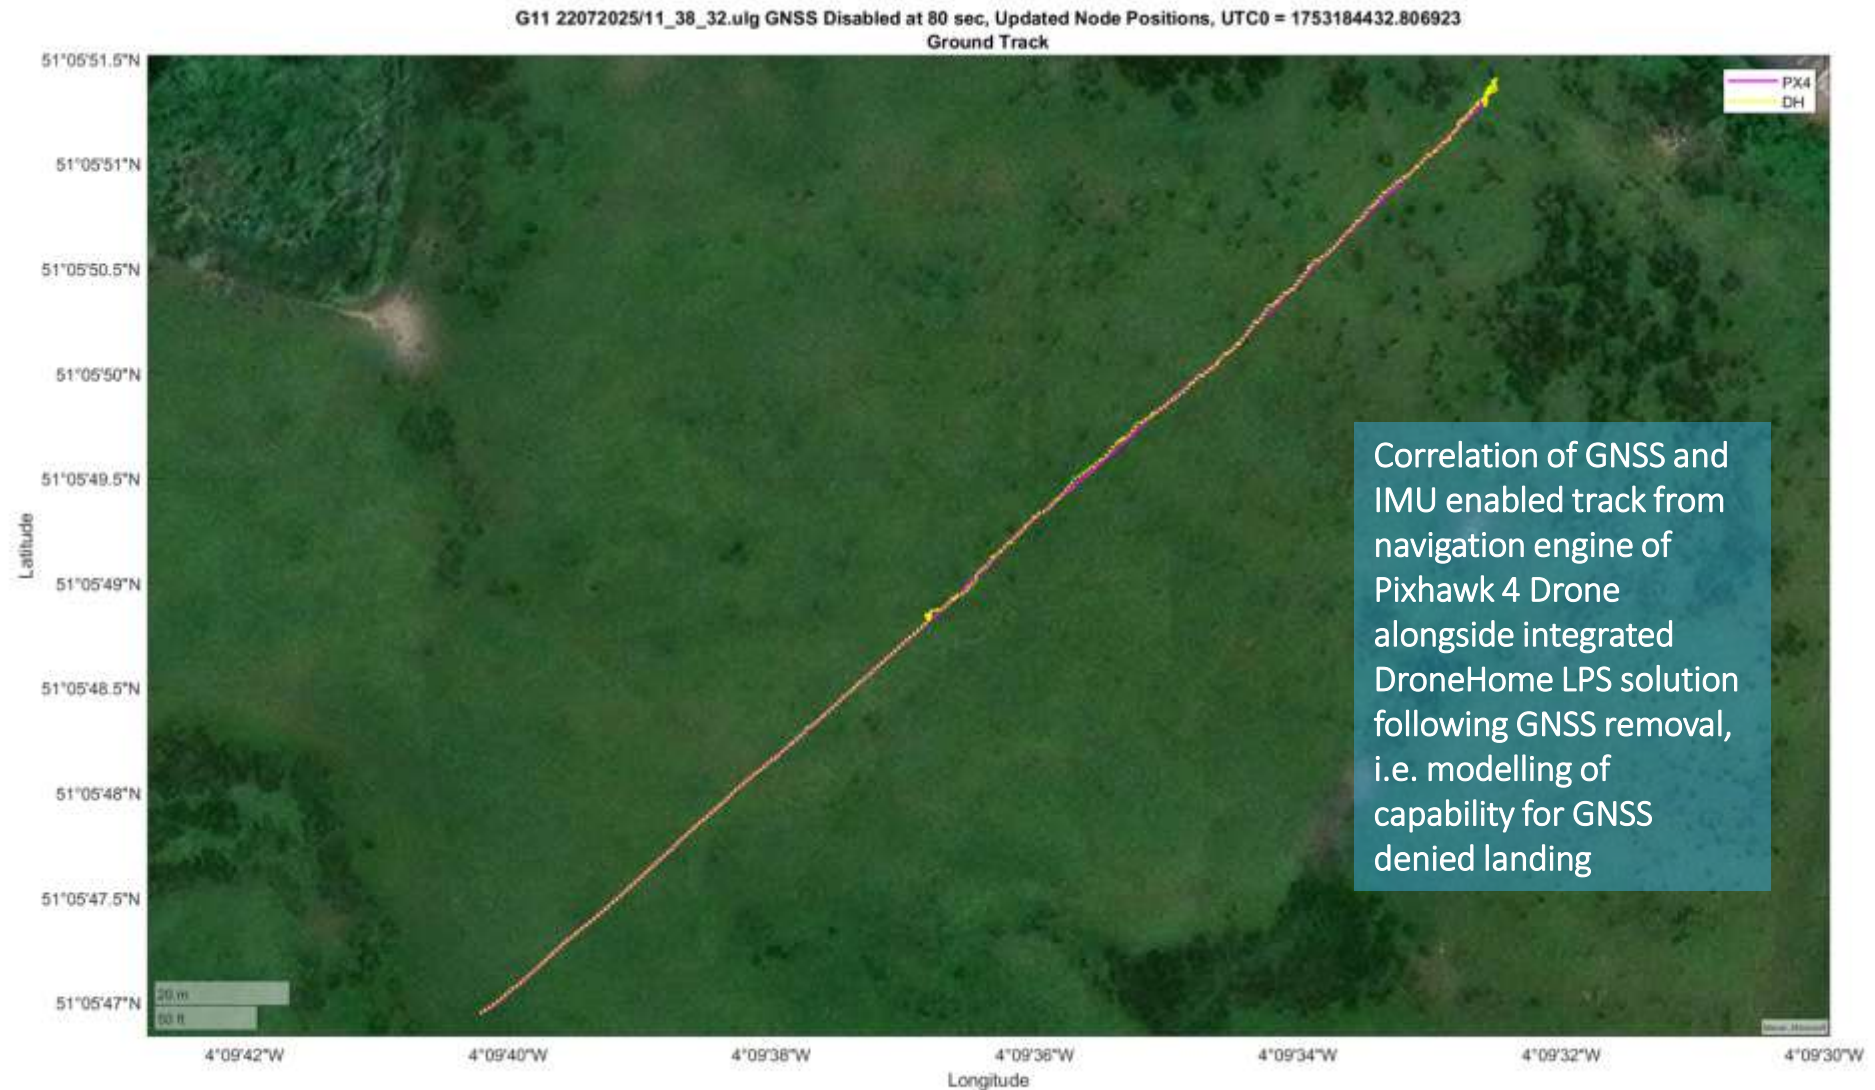 G11 22072025/11_38_32.ulg GNSS Disabled at 80 sec, Updated Node Positions, UTC0 = 1753184432.806923
Ground Track
51°05'51.5"N
51°05'51"N
51°05'50.5"N
51°05'50"N
51°05'49.5"N
51°05'49"N
51°05'48.5"N
51°05'48"N
51°05'47.5"N
51°05'47"N
Latitude
PX4
DH
Correlation of GNSS and
IMU enabled track from
navigation engine of
Pixhawk 4 Drone
alongside integrated
DroneHome LPS solution
following GNSS removal,
i.e. modelling of
capability for GNSS
denied landing
20 m
50 ft
4°09'42"W
4°09'40"W
4°09'38"W
4°09'36"W
4°09'34"W
4°09'32"W
4°09'30"W
Longitude